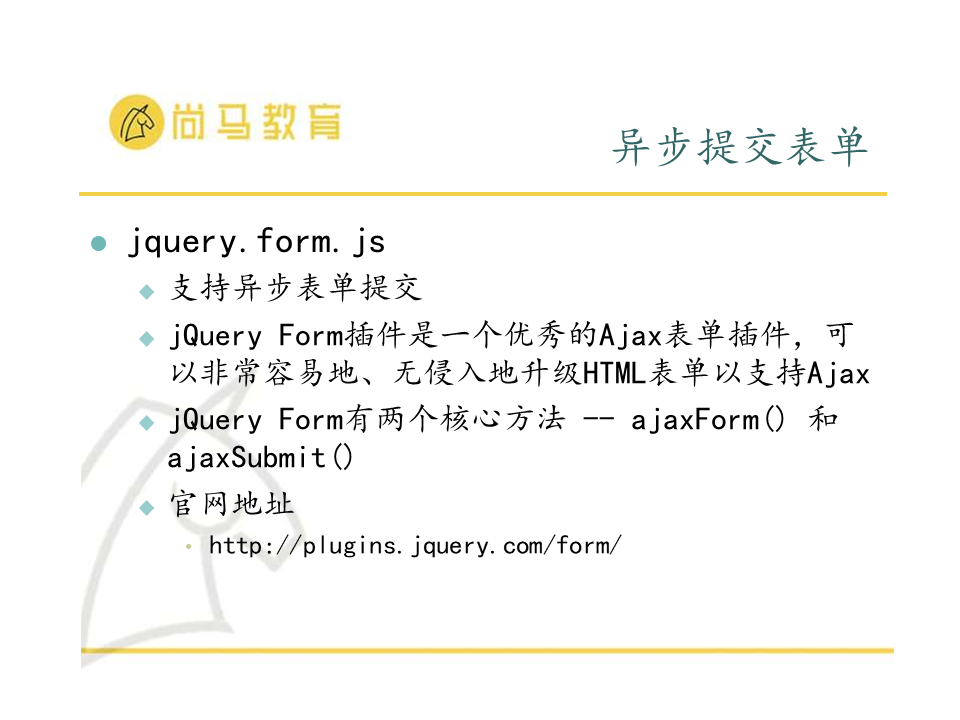 尚马教育
异步提交表单
jquery.form.js
支持异步表单提交
jQuery Form插件是一个优秀的Ajax表单插件，可
以非常容易地、无侵入地升级HTML表单以支持Ajax
jQuery Form有两个核心方法 -- ajaxForm() 和
ajaxSubmit()
官网地址
http://plugins.jquery.com/form/